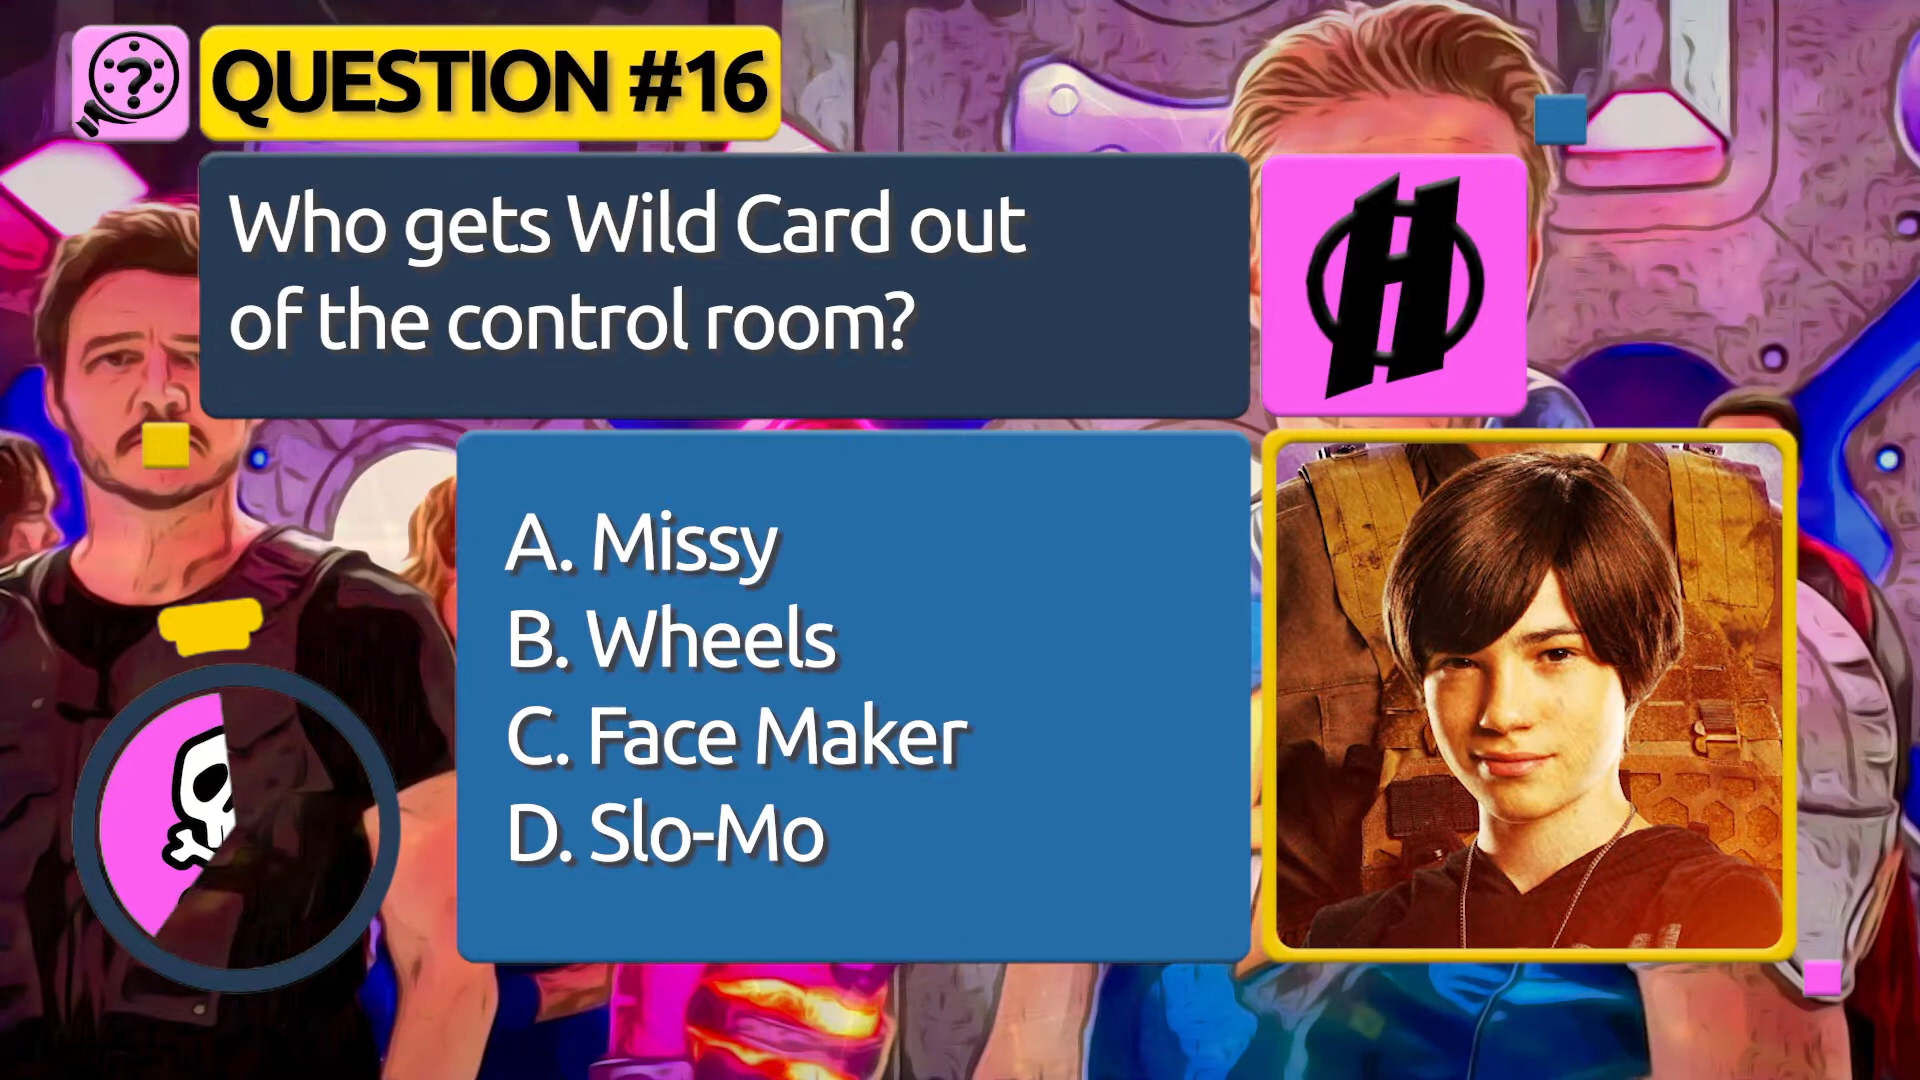 QUESTION #16
Who gets Wild Card out
of the control room?
H
A. Missy
B. Wheels
C. Face Maker
D. Slo-Mo